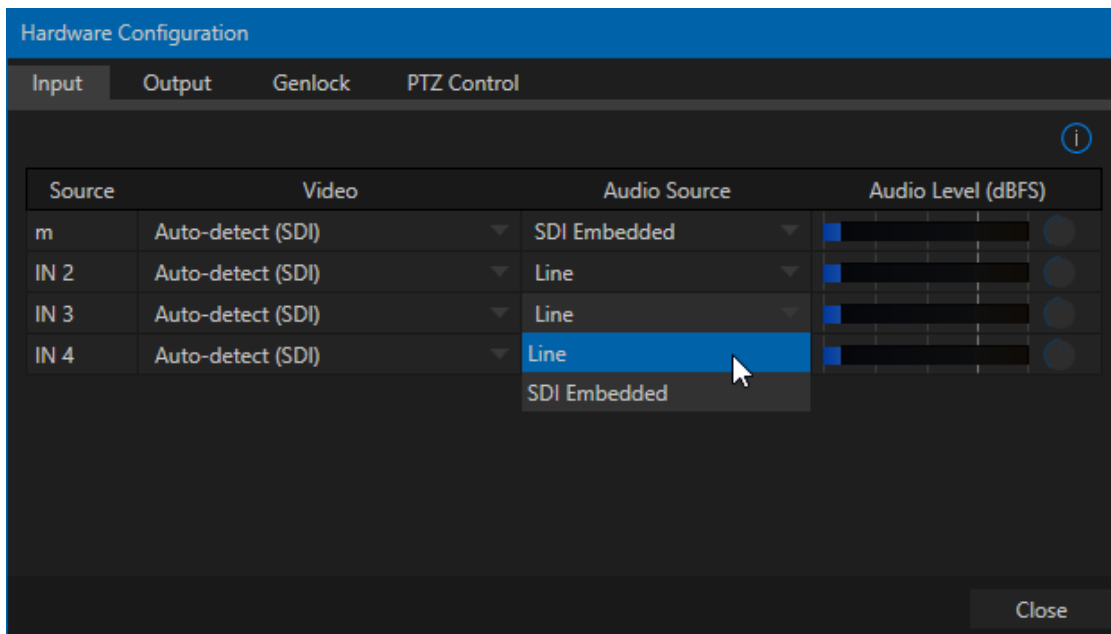 Hardware Configuration
Input Output Genlock PTZ Control
i
Source Video Audio Source Audio Level (dBFS)
m Auto-detect (SDI) SDI Embedded
IN 2 Auto-detect (SDI) Line
IN 3 Auto-detect (SDI) Line
IN 4 Auto-detect (SDI) Line
SDI Embedded
Close